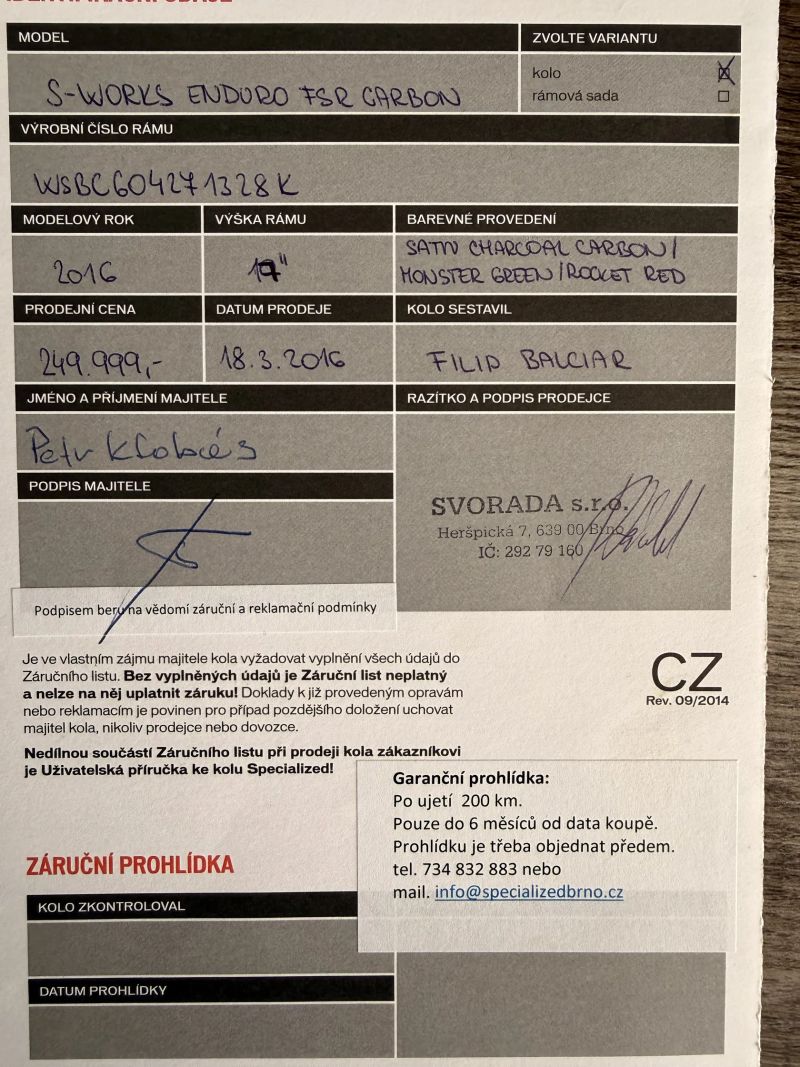 MODEL
ZVOLTE VARIANTU
S-WORKS ENDURO FSR CARBON
kolo
rámová sada
VÝROBNÍ ČÍSLO RÁMU
WSBC604271328K
MODELOVÝ ROK
VÝŠKA RÁMU
BAREVNÉ PROVEDENÍ
2016
17"
SATIN CHARCOAL CARBON/
MONSTER GREEN/ROCKET RED
PRODEJNÍ CENA
DATUM PRODEJE
KOLO SESTAVIL
249.999,-
18.3.2016
FILIP BALCIAR
JMÉNO A PŘÍJMENÍ MAJITELE
RAZÍTKO A PODPIS PRODEJCE
Petr
PODPIS MAJITELE
SVORADA s.r.o.
Heršpická 7, 639 00 Brno
IČ: 292 79 160
Podpisem beru na vědomí záruční a reklamační podmínky
Je ve vlastním zájmu majitele kola vyžadovat vyplnění všech údajů do
Záručního listu. Bez vyplněných údajů je Záruční list neplatný
a nelze na něj uplatnit záruku! Doklady k již provedeným opravám
nebo reklamacím je povinen pro případ pozdějšího doložení uchovat
majitel kola, nikoliv prodejce nebo dovozce.
CZ
Rev. 09/2014
Nedílnou součástí Záručního listu při prodeji kola zákazníkovi
je Uživatelská příručka ke kolu Specialized!
Garanční prohlídka:
Po ujetí 200 km.
Pouze do 6 měsíců od data koupě.
Prohlídku je třeba objednat předem.
tel. 734 832 883 nebo
mail. info@specializedbrno.cz
ZÁRUČNÍ PROHLÍDKA
KOLO ZKONTROLOVAL
DATUM PROHLÍDKY